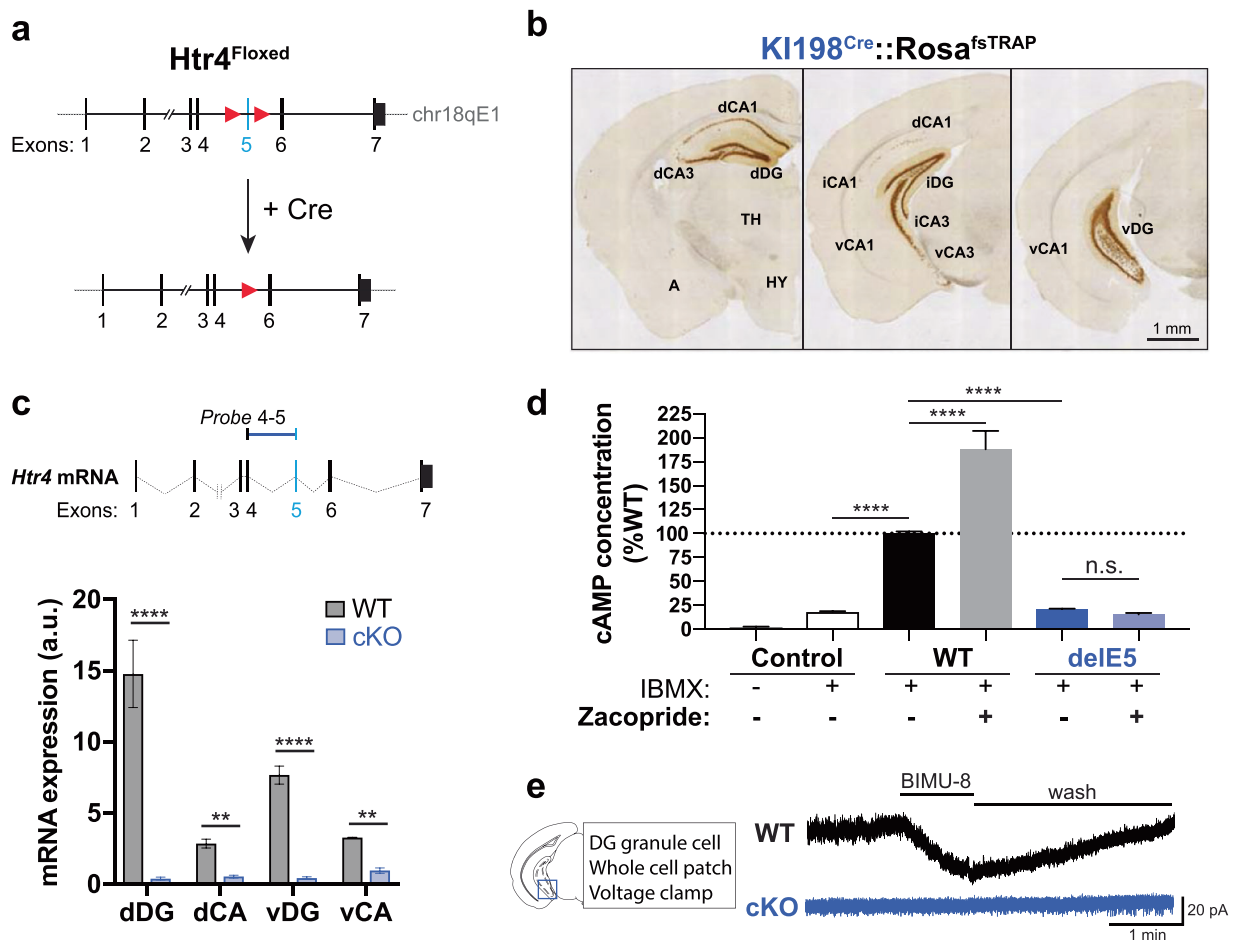 a
Htr4Floxed
chr18qE1
Exons: 1 2 3 4 5 6 7
+ Cre
1 2 3 4 6 7
b
KI198Cre::RosafsTRAP
dCA1
dCA3
dDG
TH
A
HY
dCA1
iCA1
iDG
iCA3
vCA1
vCA3
vCA1
vDG
1 mm
c
Probe 4-5
Htr4 mRNA
Exons: 1 2 3 4 5 6 7
mRNA expression (a.u.)
20
15
10
5
0
****
**
****
**
WT
cKO
dDG dCA vDG vCA
d
cAMP concentration
(%WT)
225
200
175
150
125
100
75
50
25
0
****
****
****
n.s.
Control WT delE5
IBMX: - + + + + +
Zacopride: - - - + - +
e
DG granule cell
Whole cell patch
Voltage clamp
BIMU-8
wash
WT
cKO
20 pA
1 min